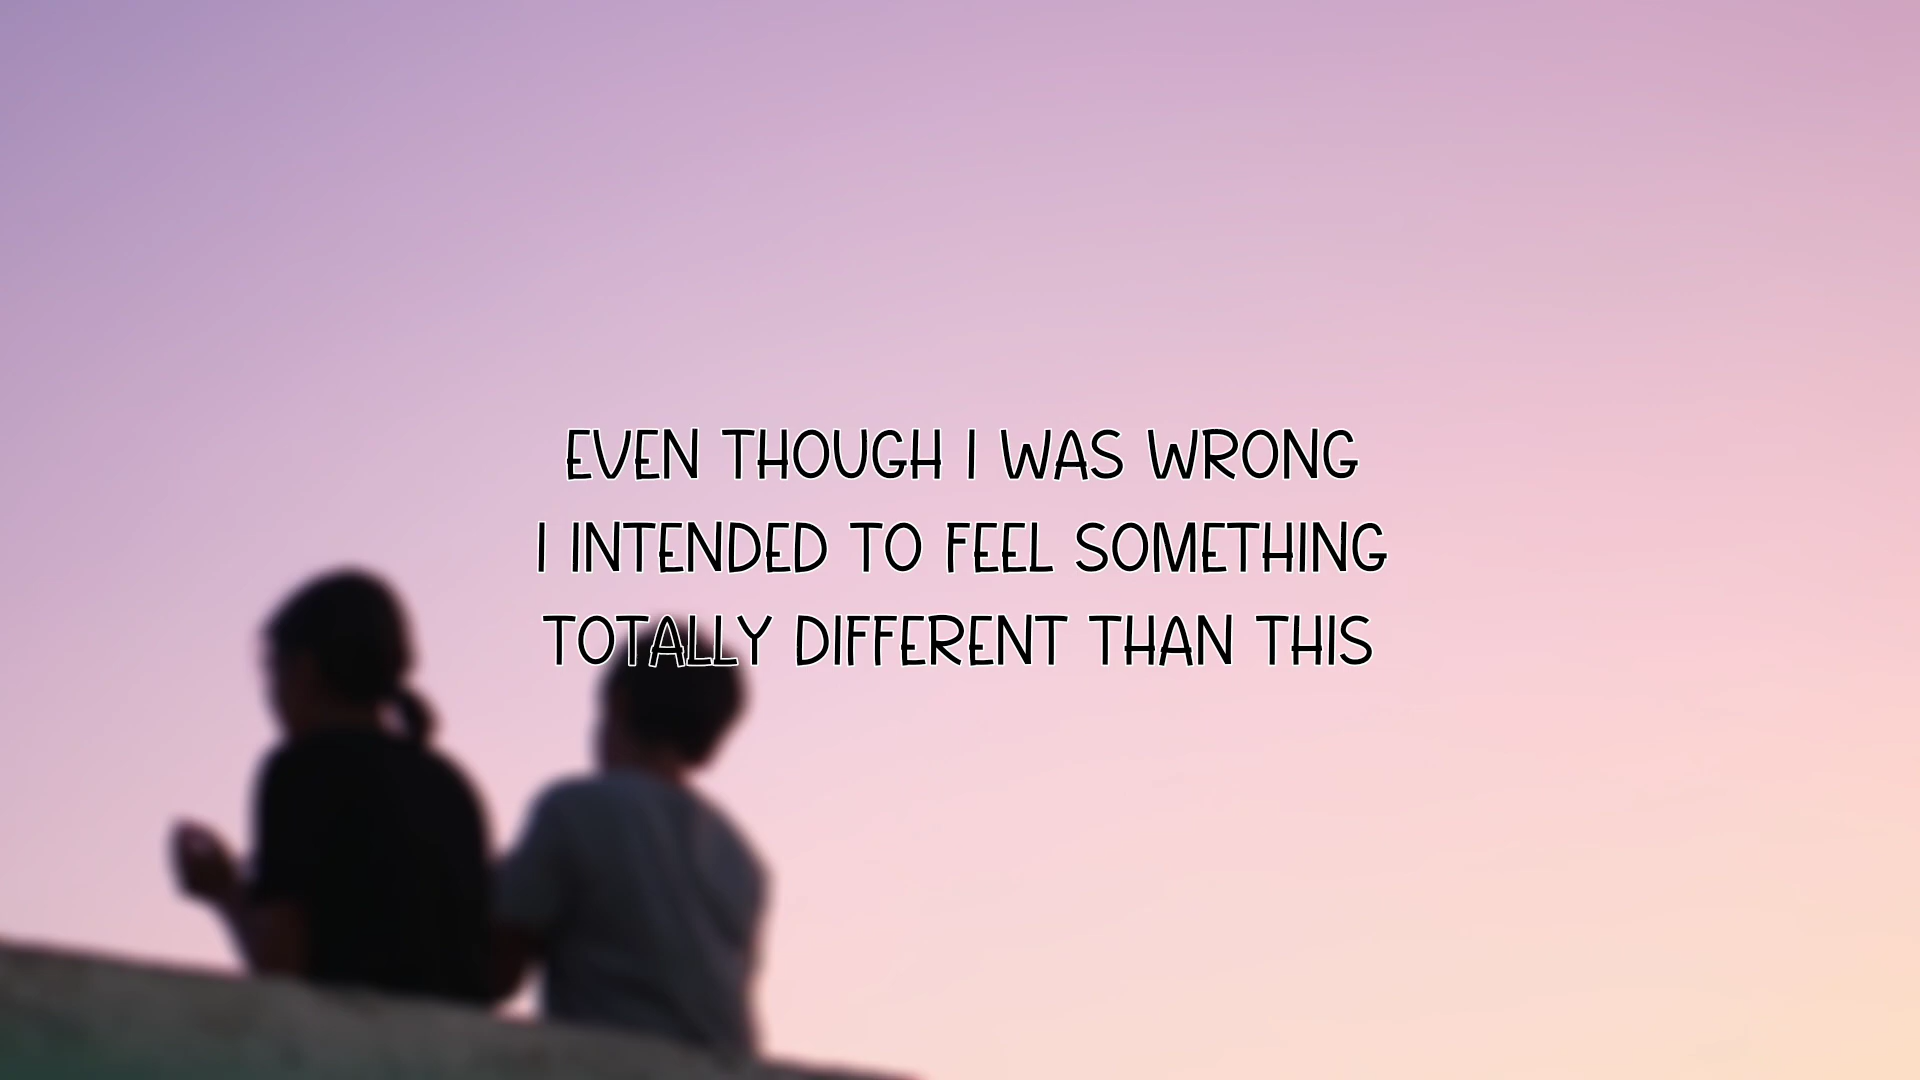 EVEN THOUGH I WAS WRONG
I INTENDED TO FEEL SOMETHING
TOTALLY DIFFERENT THAN THIS